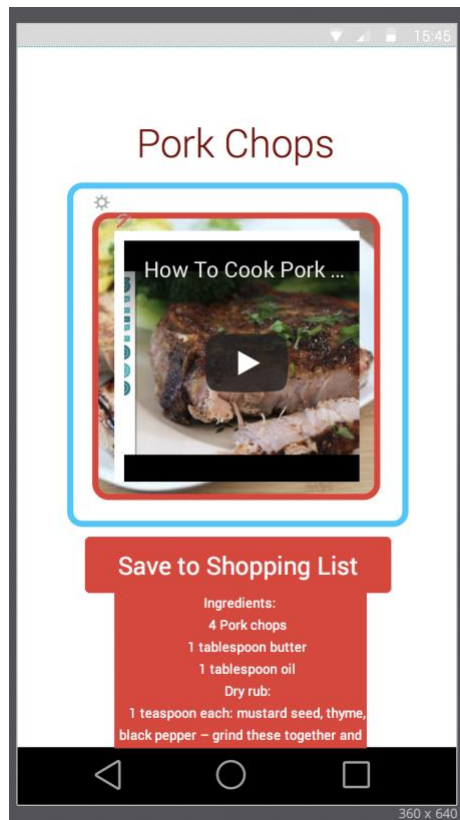 15:45
Pork Chops
How To Cook Pork ...
Save to Shopping List
Ingredients:
4 Pork chops
1 tablespoon butter
1 tablespoon oil
Dry rub:
1 teaspoon each: mustard seed, thyme,
black pepper – grind these together and
360 x 640